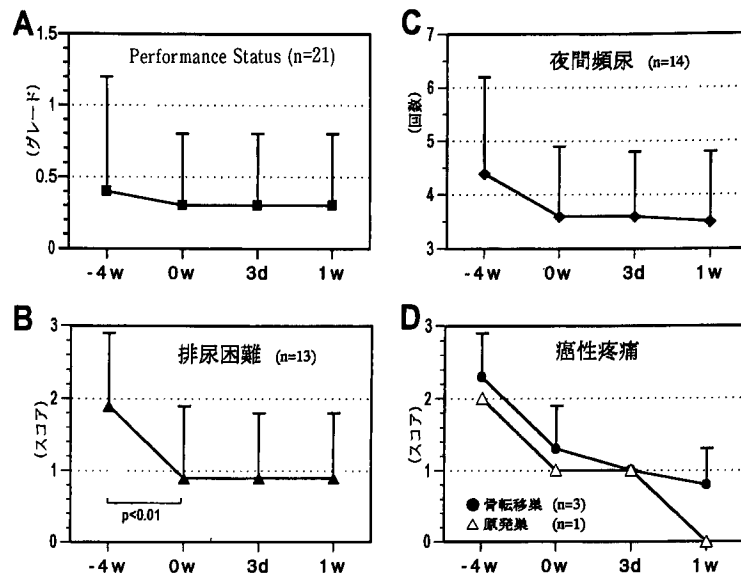 A
Performance Status (n=21)
(グレード)
1.5
1
0.5
0
-4w 0w 3d 1w
B
排尿困難 (n=13)
(スコア)
3
2
1
0
p<0.01
-4w 0w 3d 1w
C
夜間頻尿 (n=14)
(回数)
7
6
5
4
3
-4w 0w 3d 1w
D
癌性疼痛
(スコア)
3
2
1
0
● 骨転移巣 (n=3)
△ 原発巣 (n=1)
-4w 0w 3d 1w